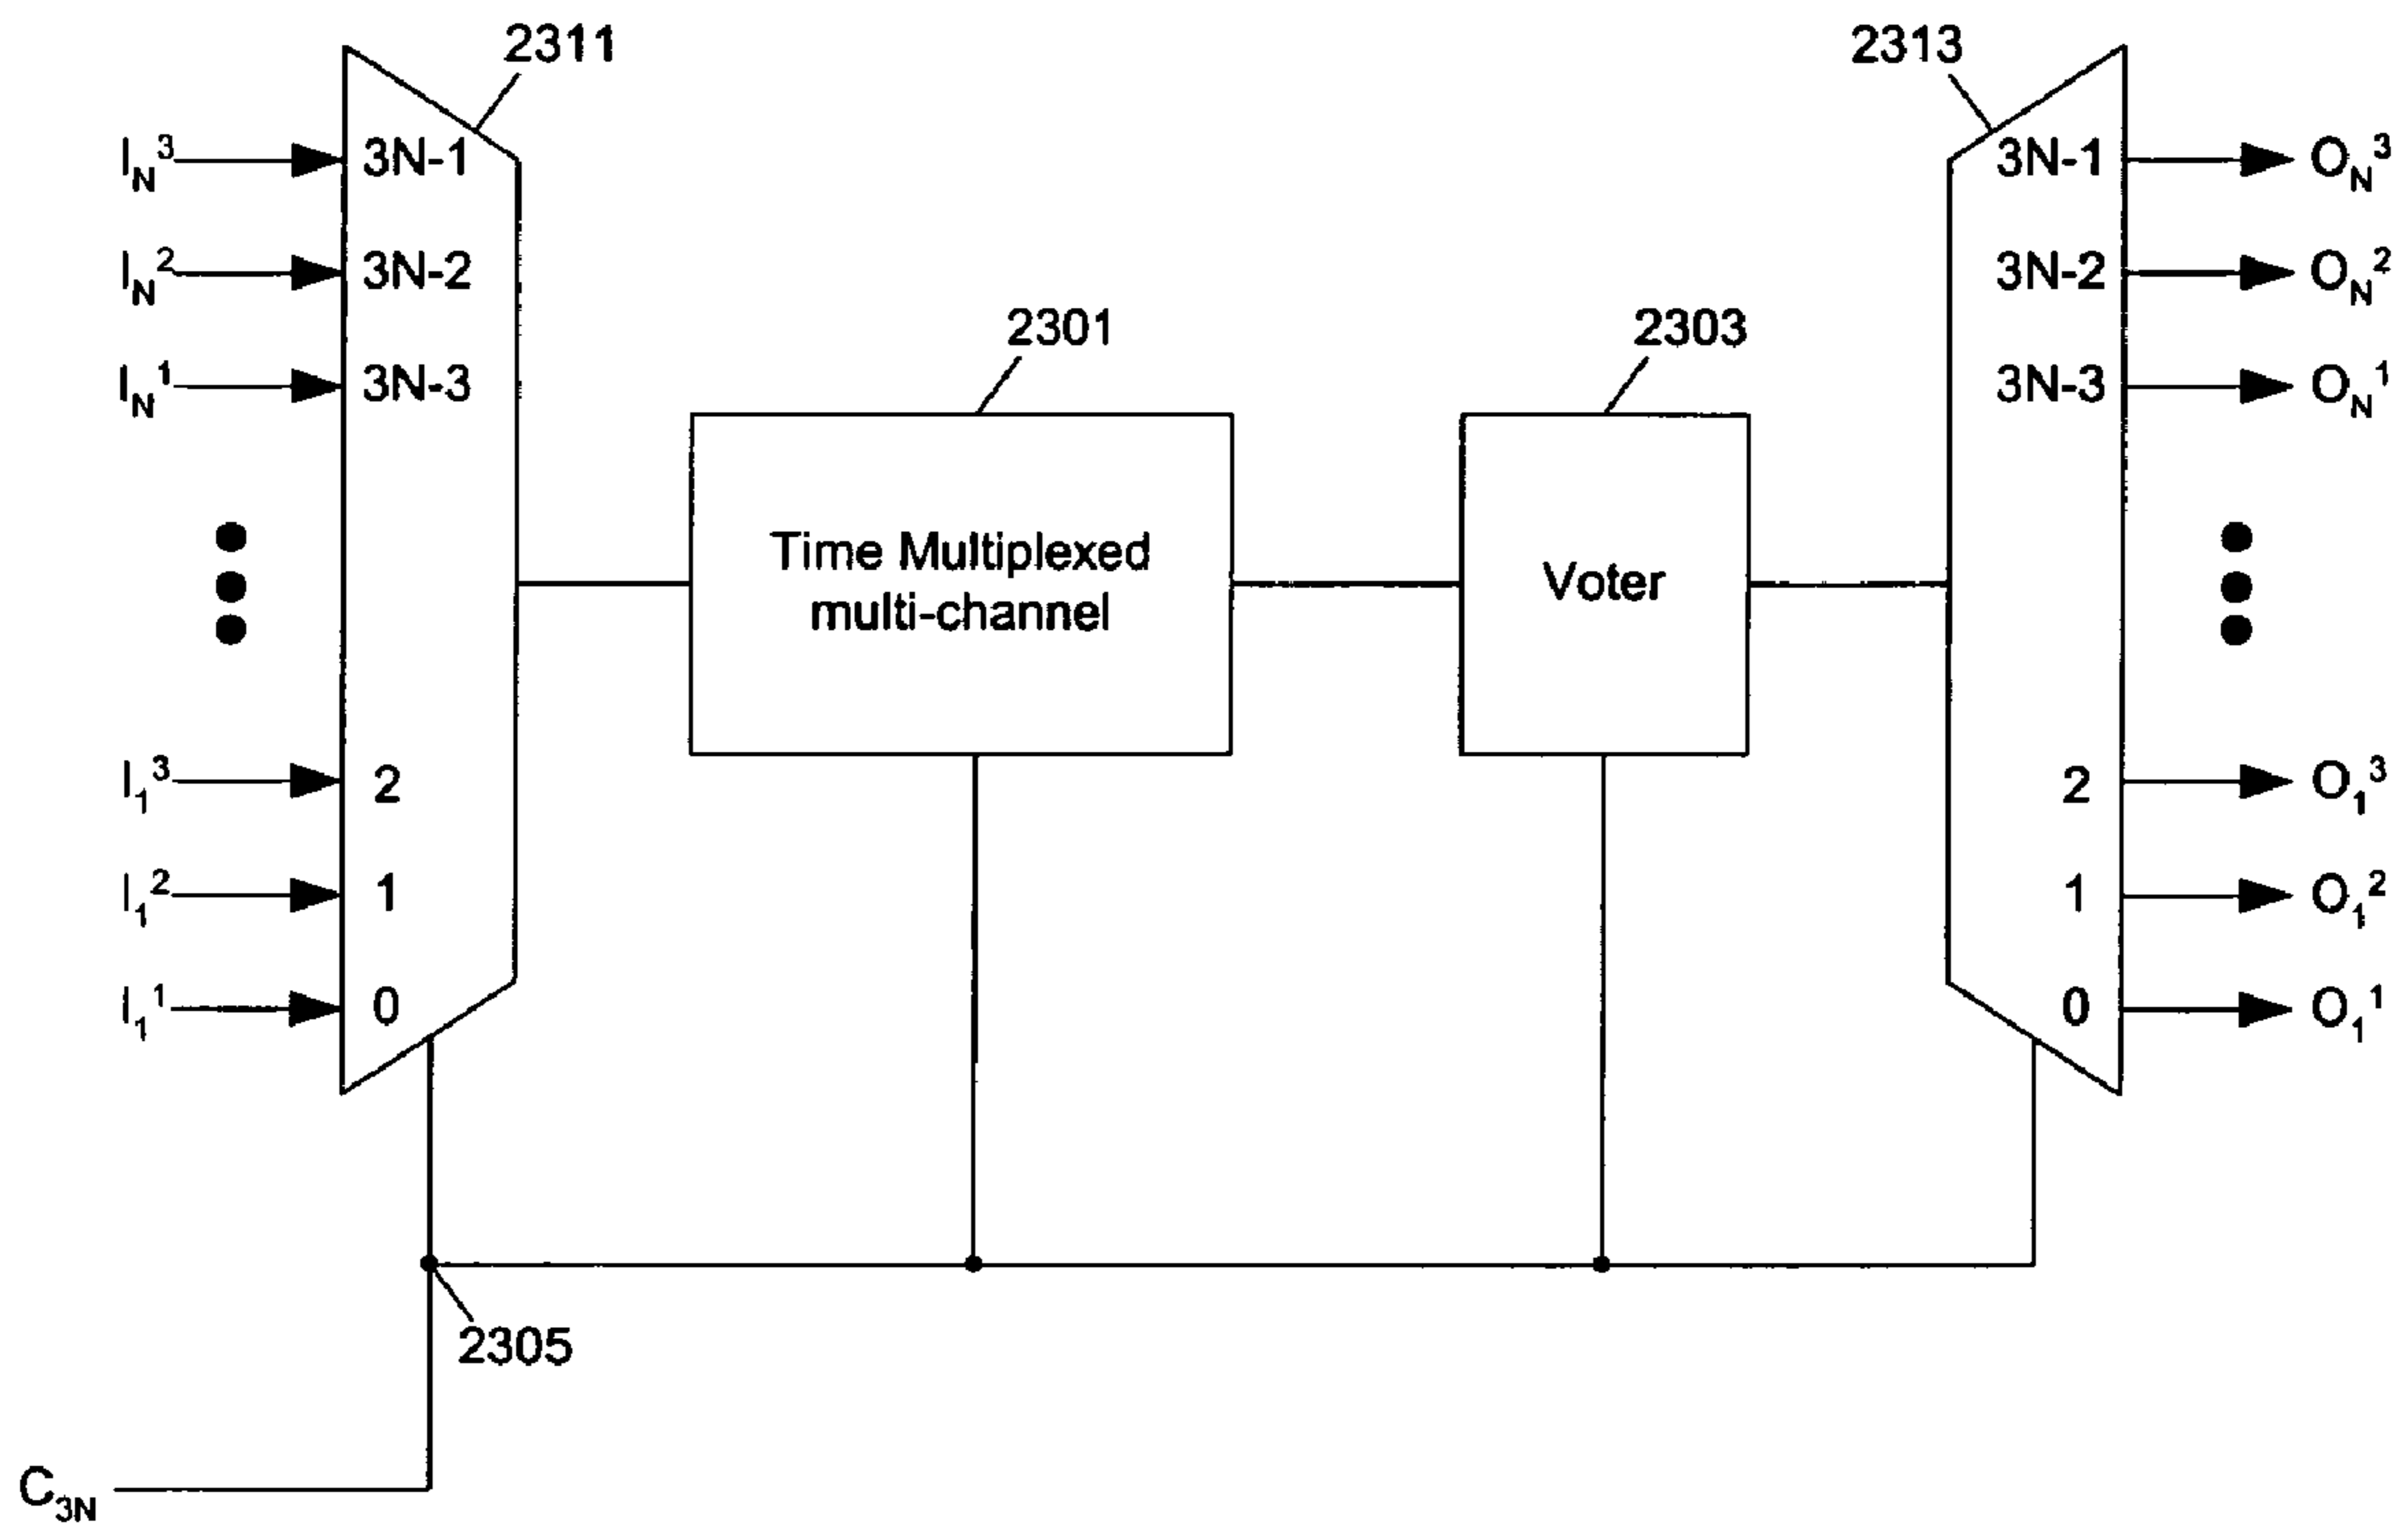 2311
2313
I_N^3 3N-1 3N-1 O_N^3
I_N^2 3N-2 3N-2 O_N^2
2301 2303
I_N^1 3N-3 3N-3 O_N^1
Time Multiplexed
multi-channel
Voter
I_1^3 2 2 O_1^3
I_1^2 1 1 O_1^2
I_1^1 0 0 O_1^1
2305
C_3N